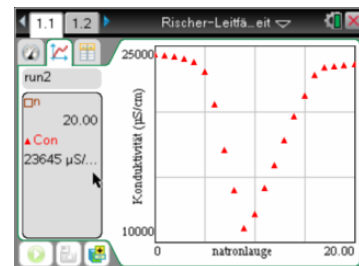 1.1 1.2 Rischer-Leitfä…eit
run2
n
20.00
Con
23645 µS/…
25000
Konduktivität (µS/cm)
10000
0 natronlauge 20.00